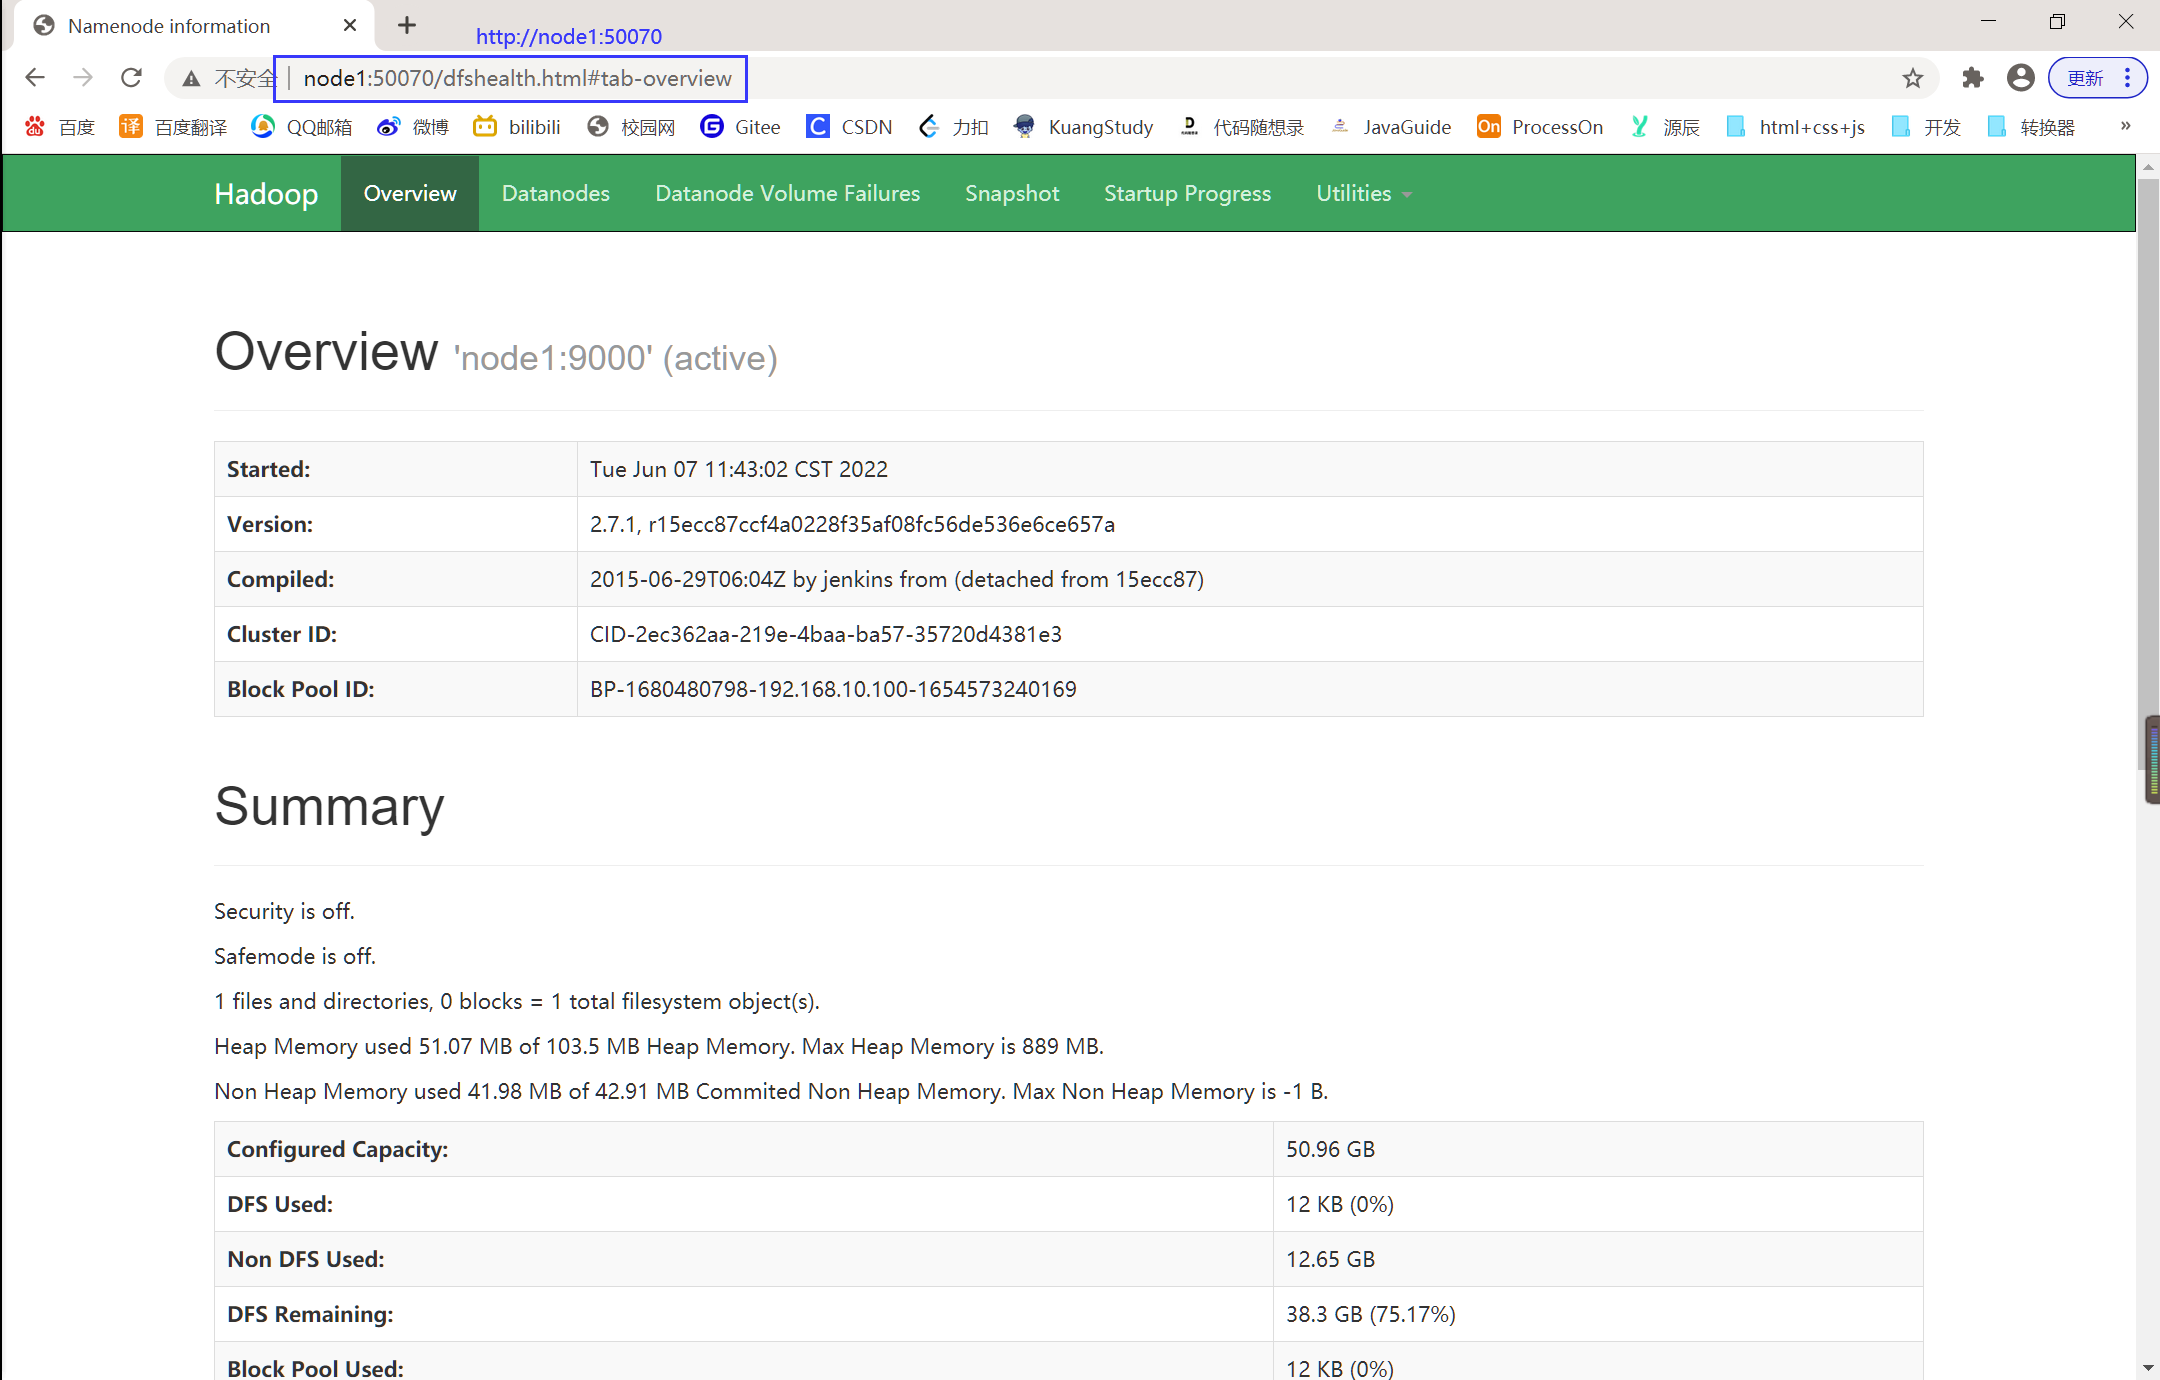 Namenode information
http://node1:50070
不安全 | node1:50070/dfshealth.html#tab-overview
更新
百度 译 百度翻译 QQ邮箱 微博 bilibili 校园网 G Gitee C CSDN 力扣 KuangStudy D 代码随想录 JavaGuide On ProcessOn 源辰 html+css+js 开发 转换器 »
Hadoop Overview Datanodes Datanode Volume Failures Snapshot Startup Progress Utilities
Overview 'node1:9000' (active)
Started: Tue Jun 07 11:43:02 CST 2022
Version: 2.7.1, r15ecc87ccf4a0228f35af08fc56de536e6ce657a
Compiled: 2015-06-29T06:04Z by jenkins from (detached from 15ecc87)
Cluster ID: CID-2ec362aa-219e-4baa-ba57-35720d4381e3
Block Pool ID: BP-1680480798-192.168.10.100-1654573240169
Summary
Security is off.
Safemode is off.
1 files and directories, 0 blocks = 1 total filesystem object(s).
Heap Memory used 51.07 MB of 103.5 MB Heap Memory. Max Heap Memory is 889 MB.
Non Heap Memory used 41.98 MB of 42.91 MB Commited Non Heap Memory. Max Non Heap Memory is -1 B.
Configured Capacity: 50.96 GB
DFS Used: 12 KB (0%)
Non DFS Used: 12.65 GB
DFS Remaining: 38.3 GB (75.17%)
Block Pool Used: 12 KB (0%)